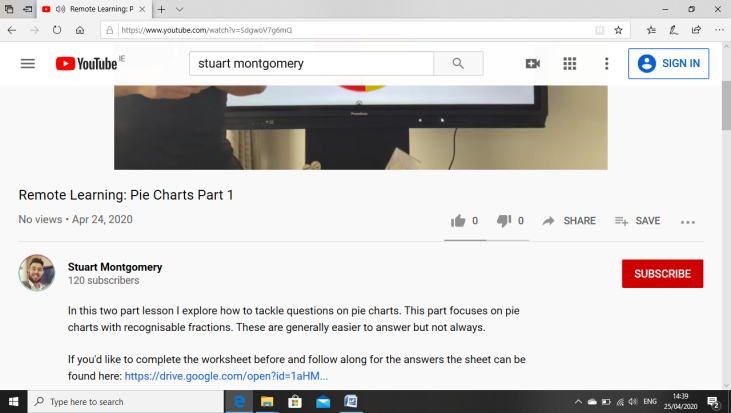 Remote Learning: P
https://www.youtube.com/watch?v=SdgwoV7g6mQ
YouTube IE
stuart montgomery
SIGN IN
Promethean
Remote Learning: Pie Charts Part 1
No views • Apr 24, 2020
0 0 SHARE SAVE
Stuart Montgomery
120 subscribers
SUBSCRIBE
In this two part lesson I explore how to tackle questions on pie charts. This part focuses on pie
charts with recognisable fractions. These are generally easier to answer but not always.
If you'd like to complete the worksheet before and follow along for the answers the sheet can be
found here: https://drive.google.com/open?id=1aHM...
Type here to search
ENG
14:39
25/04/2020
2